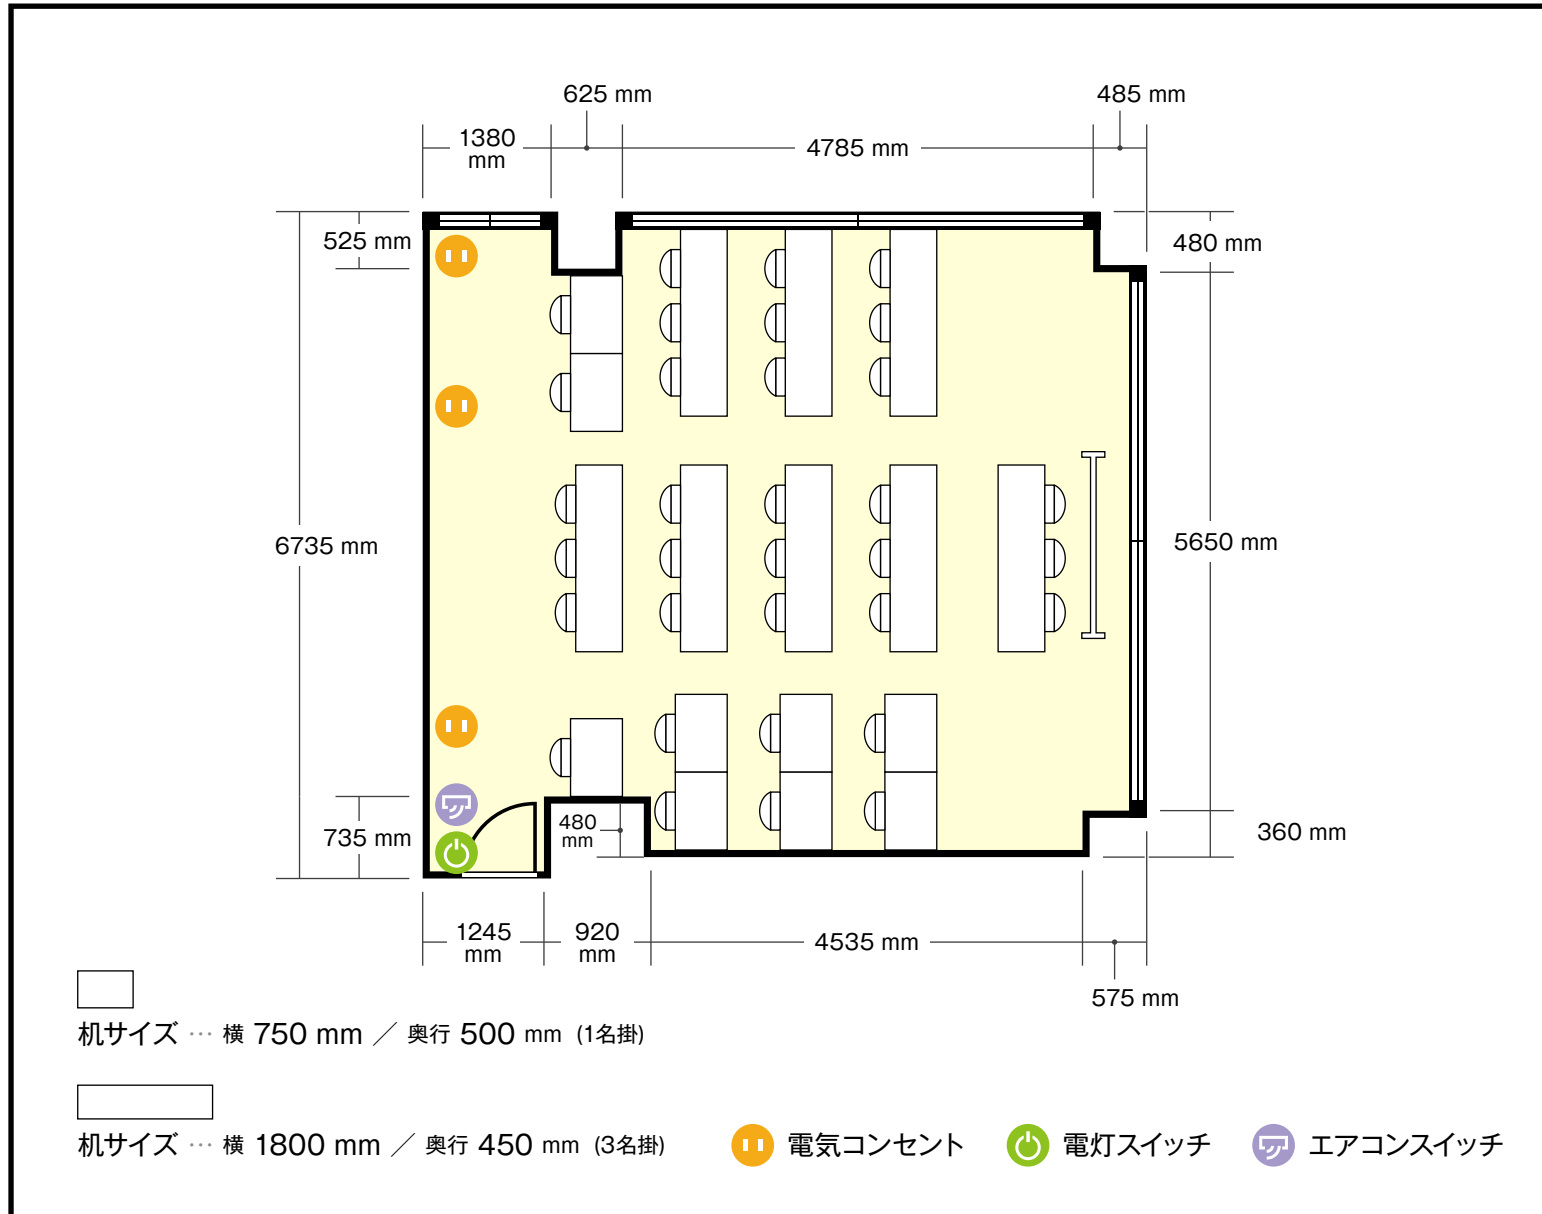 625 mm
485 mm
1380
mm
4785 mm
525 mm
480 mm
6735 mm
5650 mm
735 mm
480
mm
360 mm
1245
mm
920
mm
4535 mm
575 mm
机サイズ … 横 750 mm ／ 奥行 500 mm (1名掛)
机サイズ … 横 1800 mm ／ 奥行 450 mm (3名掛)
電気コンセント
電灯スイッチ
エアコンスイッチ